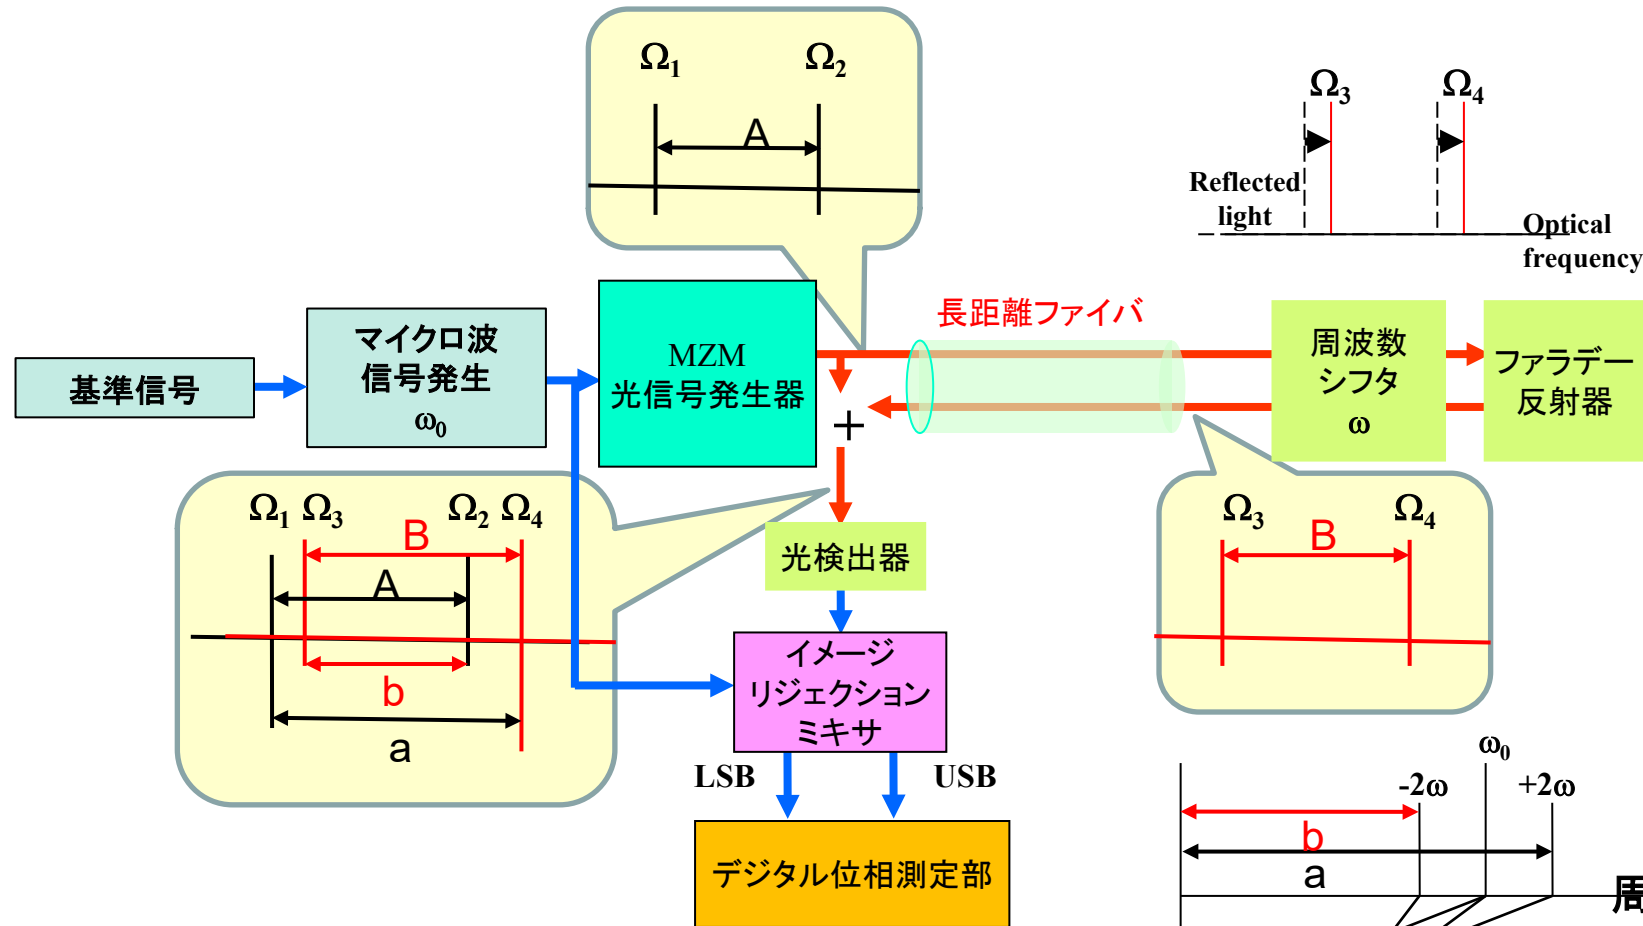 Ω1 Ω2
A
Ω3 Ω4
Reflected
light
Optical
frequency
長距離ファイバ
基準信号
マイクロ波
信号発生
ω0
MZM
光信号発生器
+
周波数
シフタ
ω
ファラデー
反射器
Ω1 Ω3 Ω2 Ω4
B
A
b
a
光検出器
Ω3 Ω4
B
イメージ
リジェクション
ミキサ
LSB USB
デジタル位相測定部
ω0
-2ω +2ω
b
a
周